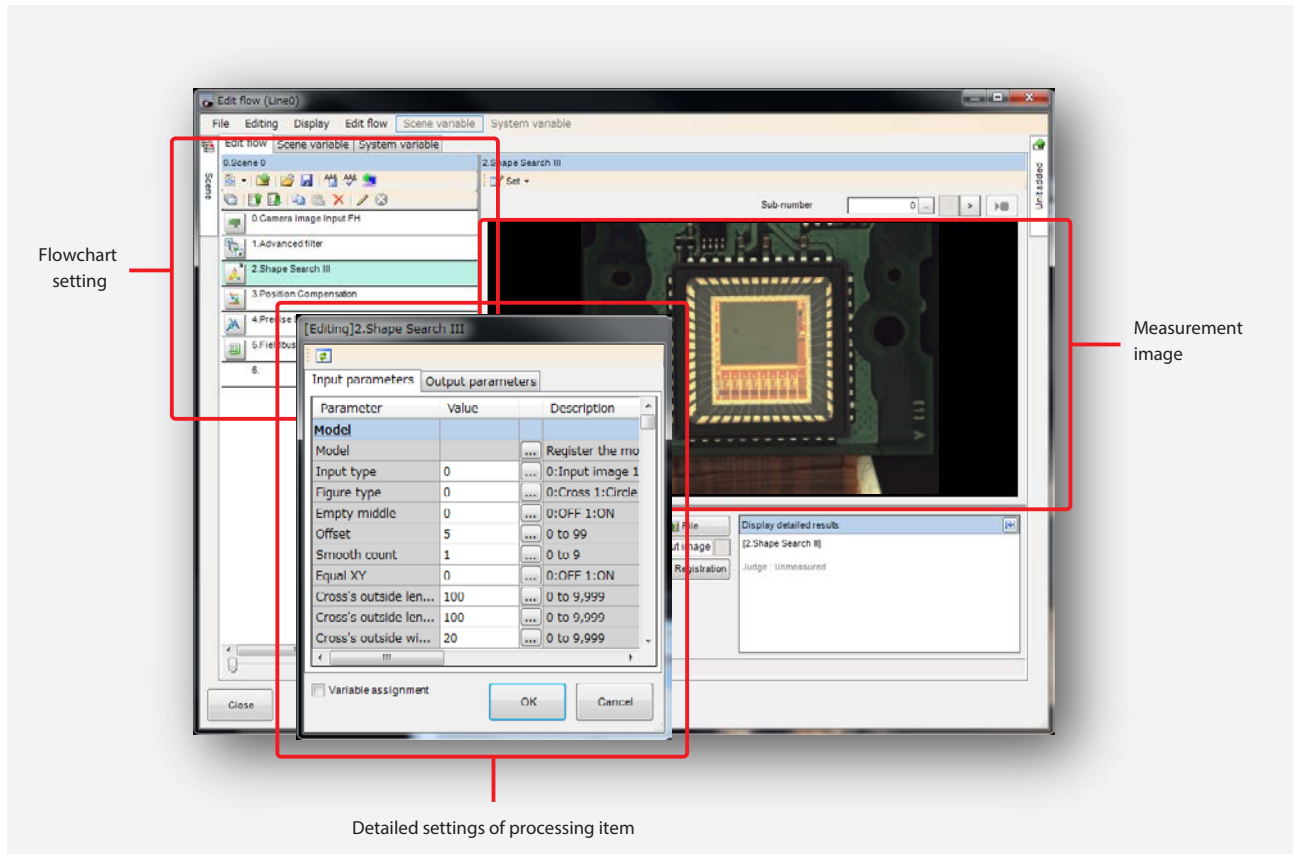 Edit flow (Line0)
File Editing Display Edit flow Scene variable System variable
Edit flow Scene variable System variable
Scene
0.Scene 0
2.Shape Search III
Set
Unitadded
Sub-number 0 ... >
0.Camera Image Input FH
1.Advanced filter
2.Shape Search III
3.Position Compensation
4.Precise
5.Fieldbus
6.
Flowchart
setting
Measurement
image
[Editing]2.Shape Search III
Input parameters Output parameters
Parameter Value Description
Model
Model ... Register the mo
Input type 0 ... 0:Input image 1
Figure type 0 ... 0:Cross 1:Circle
Empty middle 0 ... 0:OFF 1:ON
Offset 5 ... 0 to 99
Smooth count 1 ... 0 to 9
Equal XY 0 ... 0:OFF 1:ON
Cross's outside len... 100 ... 0 to 9,999
Cross's outside len... 100 ... 0 to 9,999
Cross's outside wi... 20 ... 0 to 9,999
Variable assignment
OK Cancel
File
ut image
Registration
Display detailed results
[2.Shape Search III]
Judge : Unmeasured
Close
Detailed settings of processing item